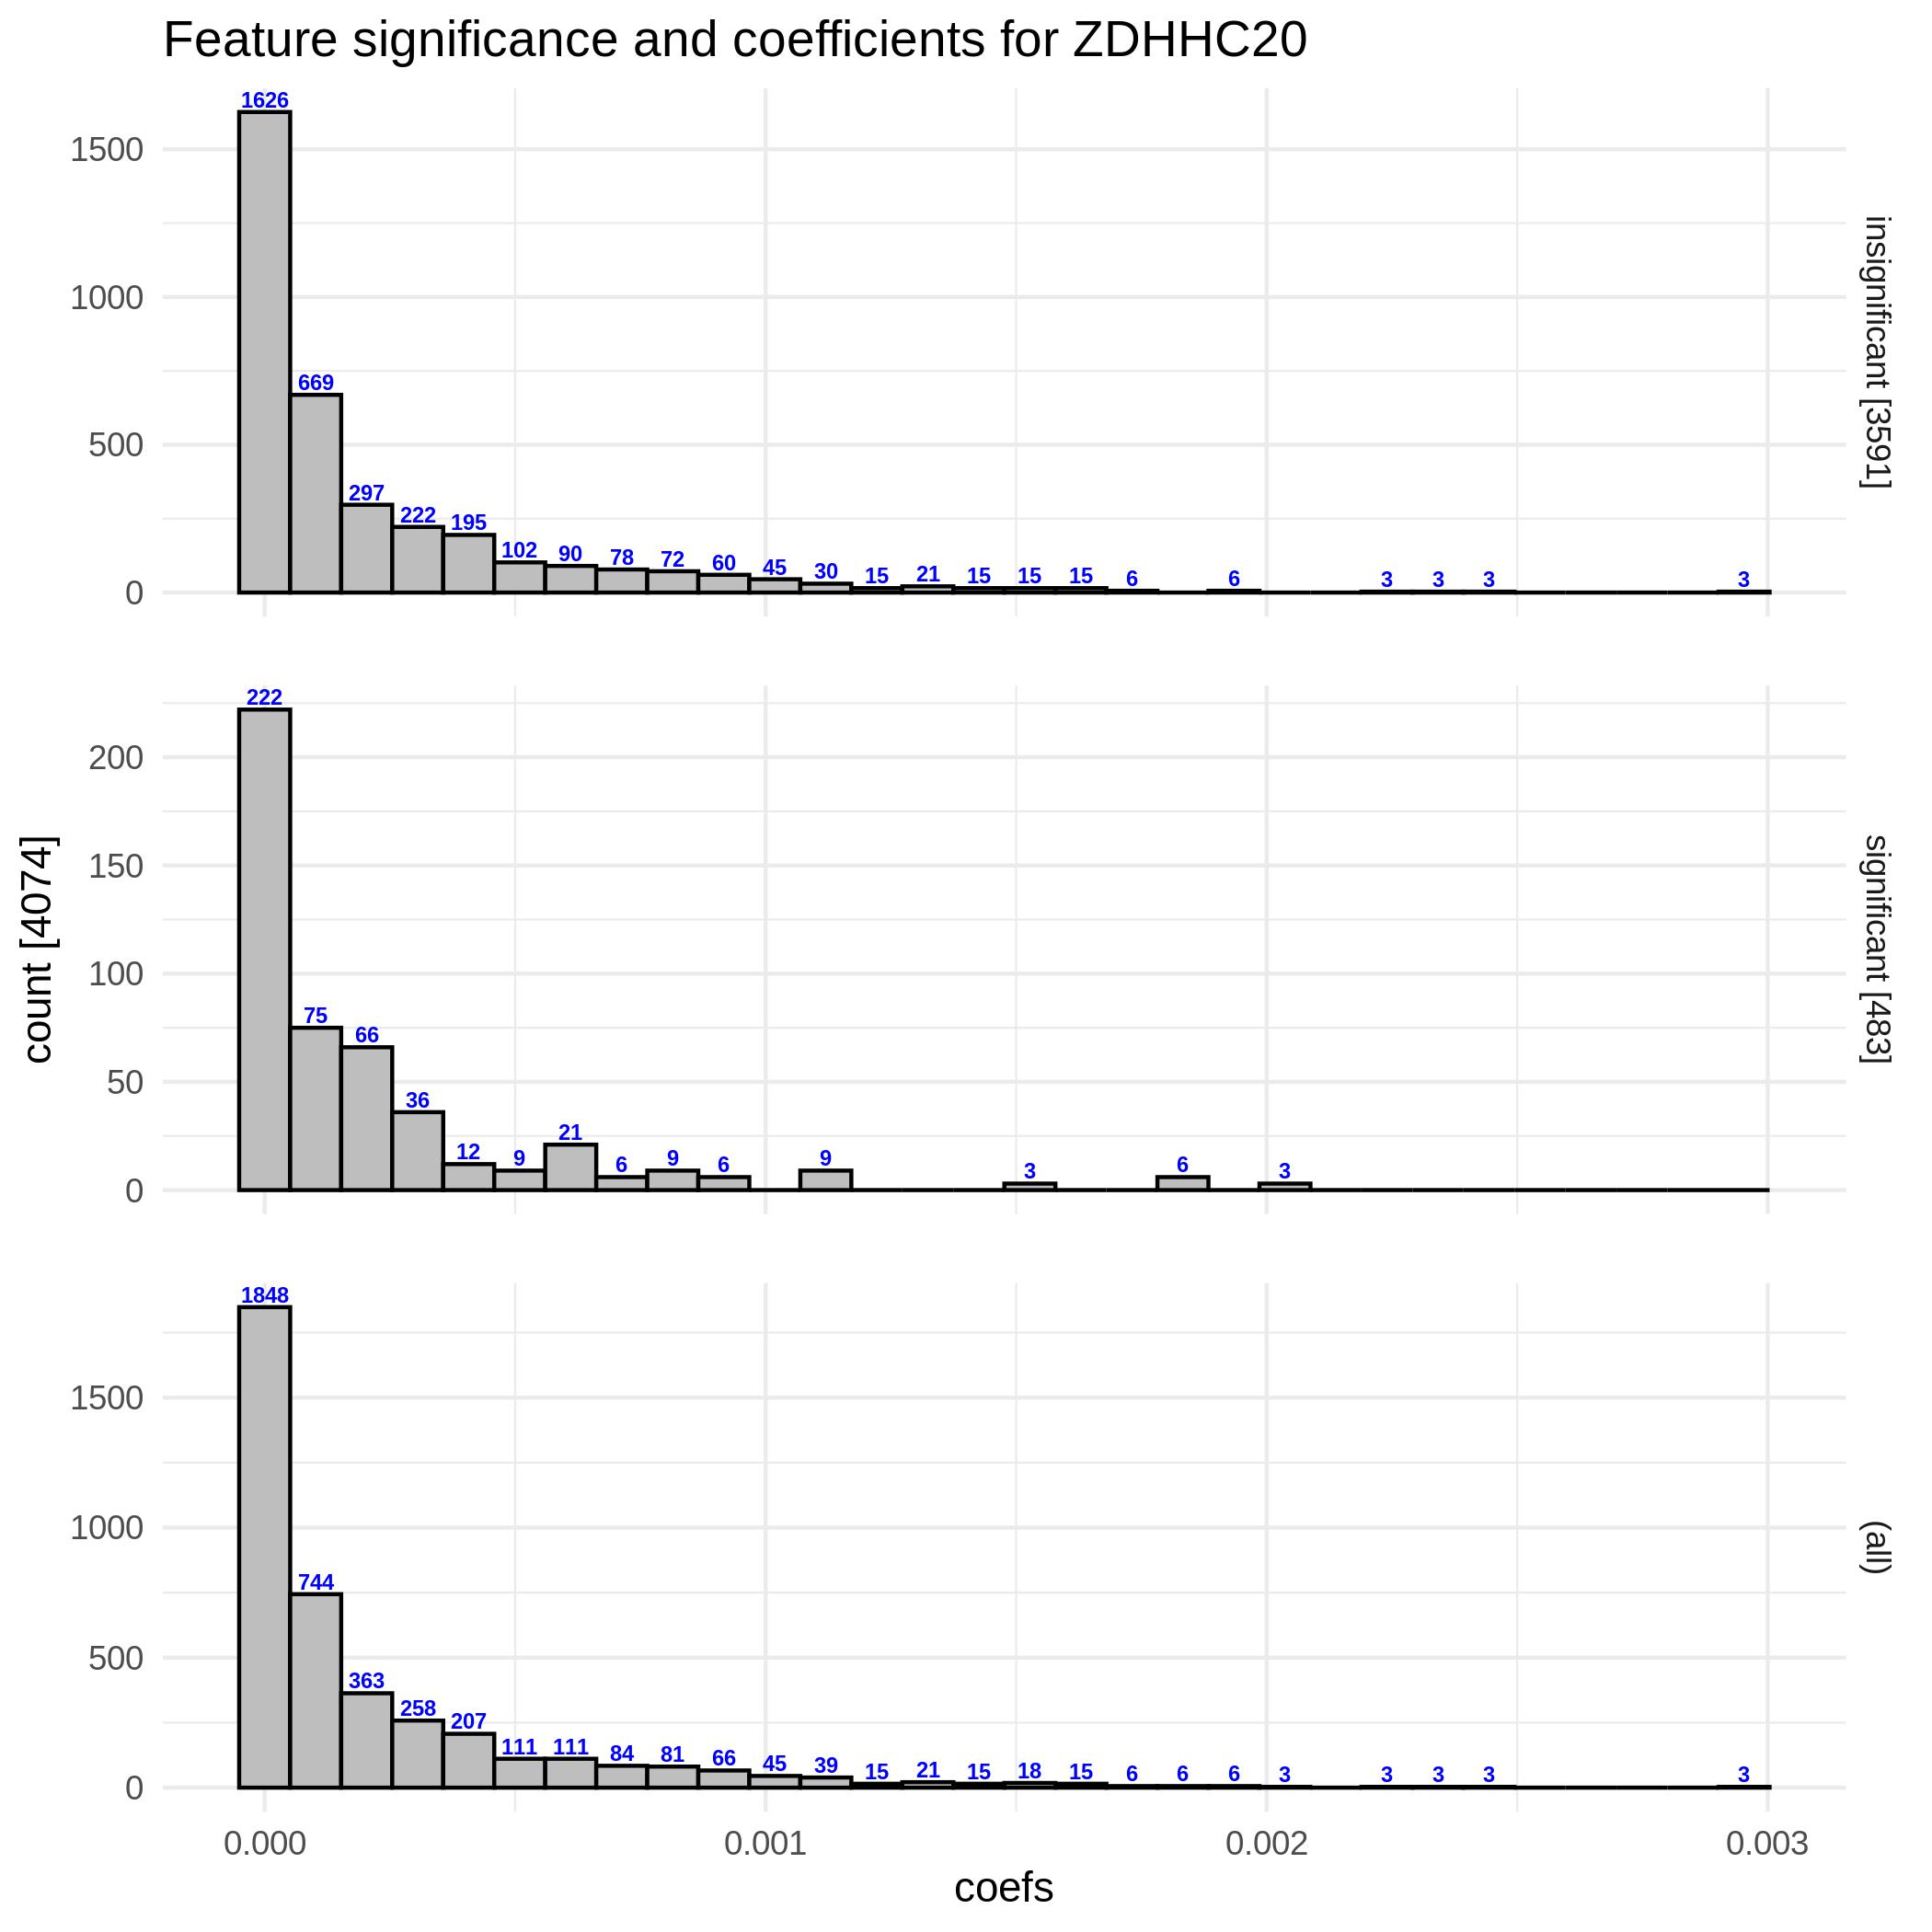 Feature significance and coefficients for ZDHHC20
1626
1500
1000
669
500
297
222 195
102 90 78 72 60 45 30 15 21 15 15 15 6 6 3 3 3 3
0
insignificant [3591]
222
200
150
100
75
66
50
36
12 9 21 6 9 6 9 3 6 3
0
significant [483]
count [4074]
1848
1500
1000
744
500
363
258 207
111 111 84 81 66 45 39 15 21 15 18 15 6 6 6 3 3 3 3 3
0
(all)
0.000 0.001 0.002 0.003
coefs